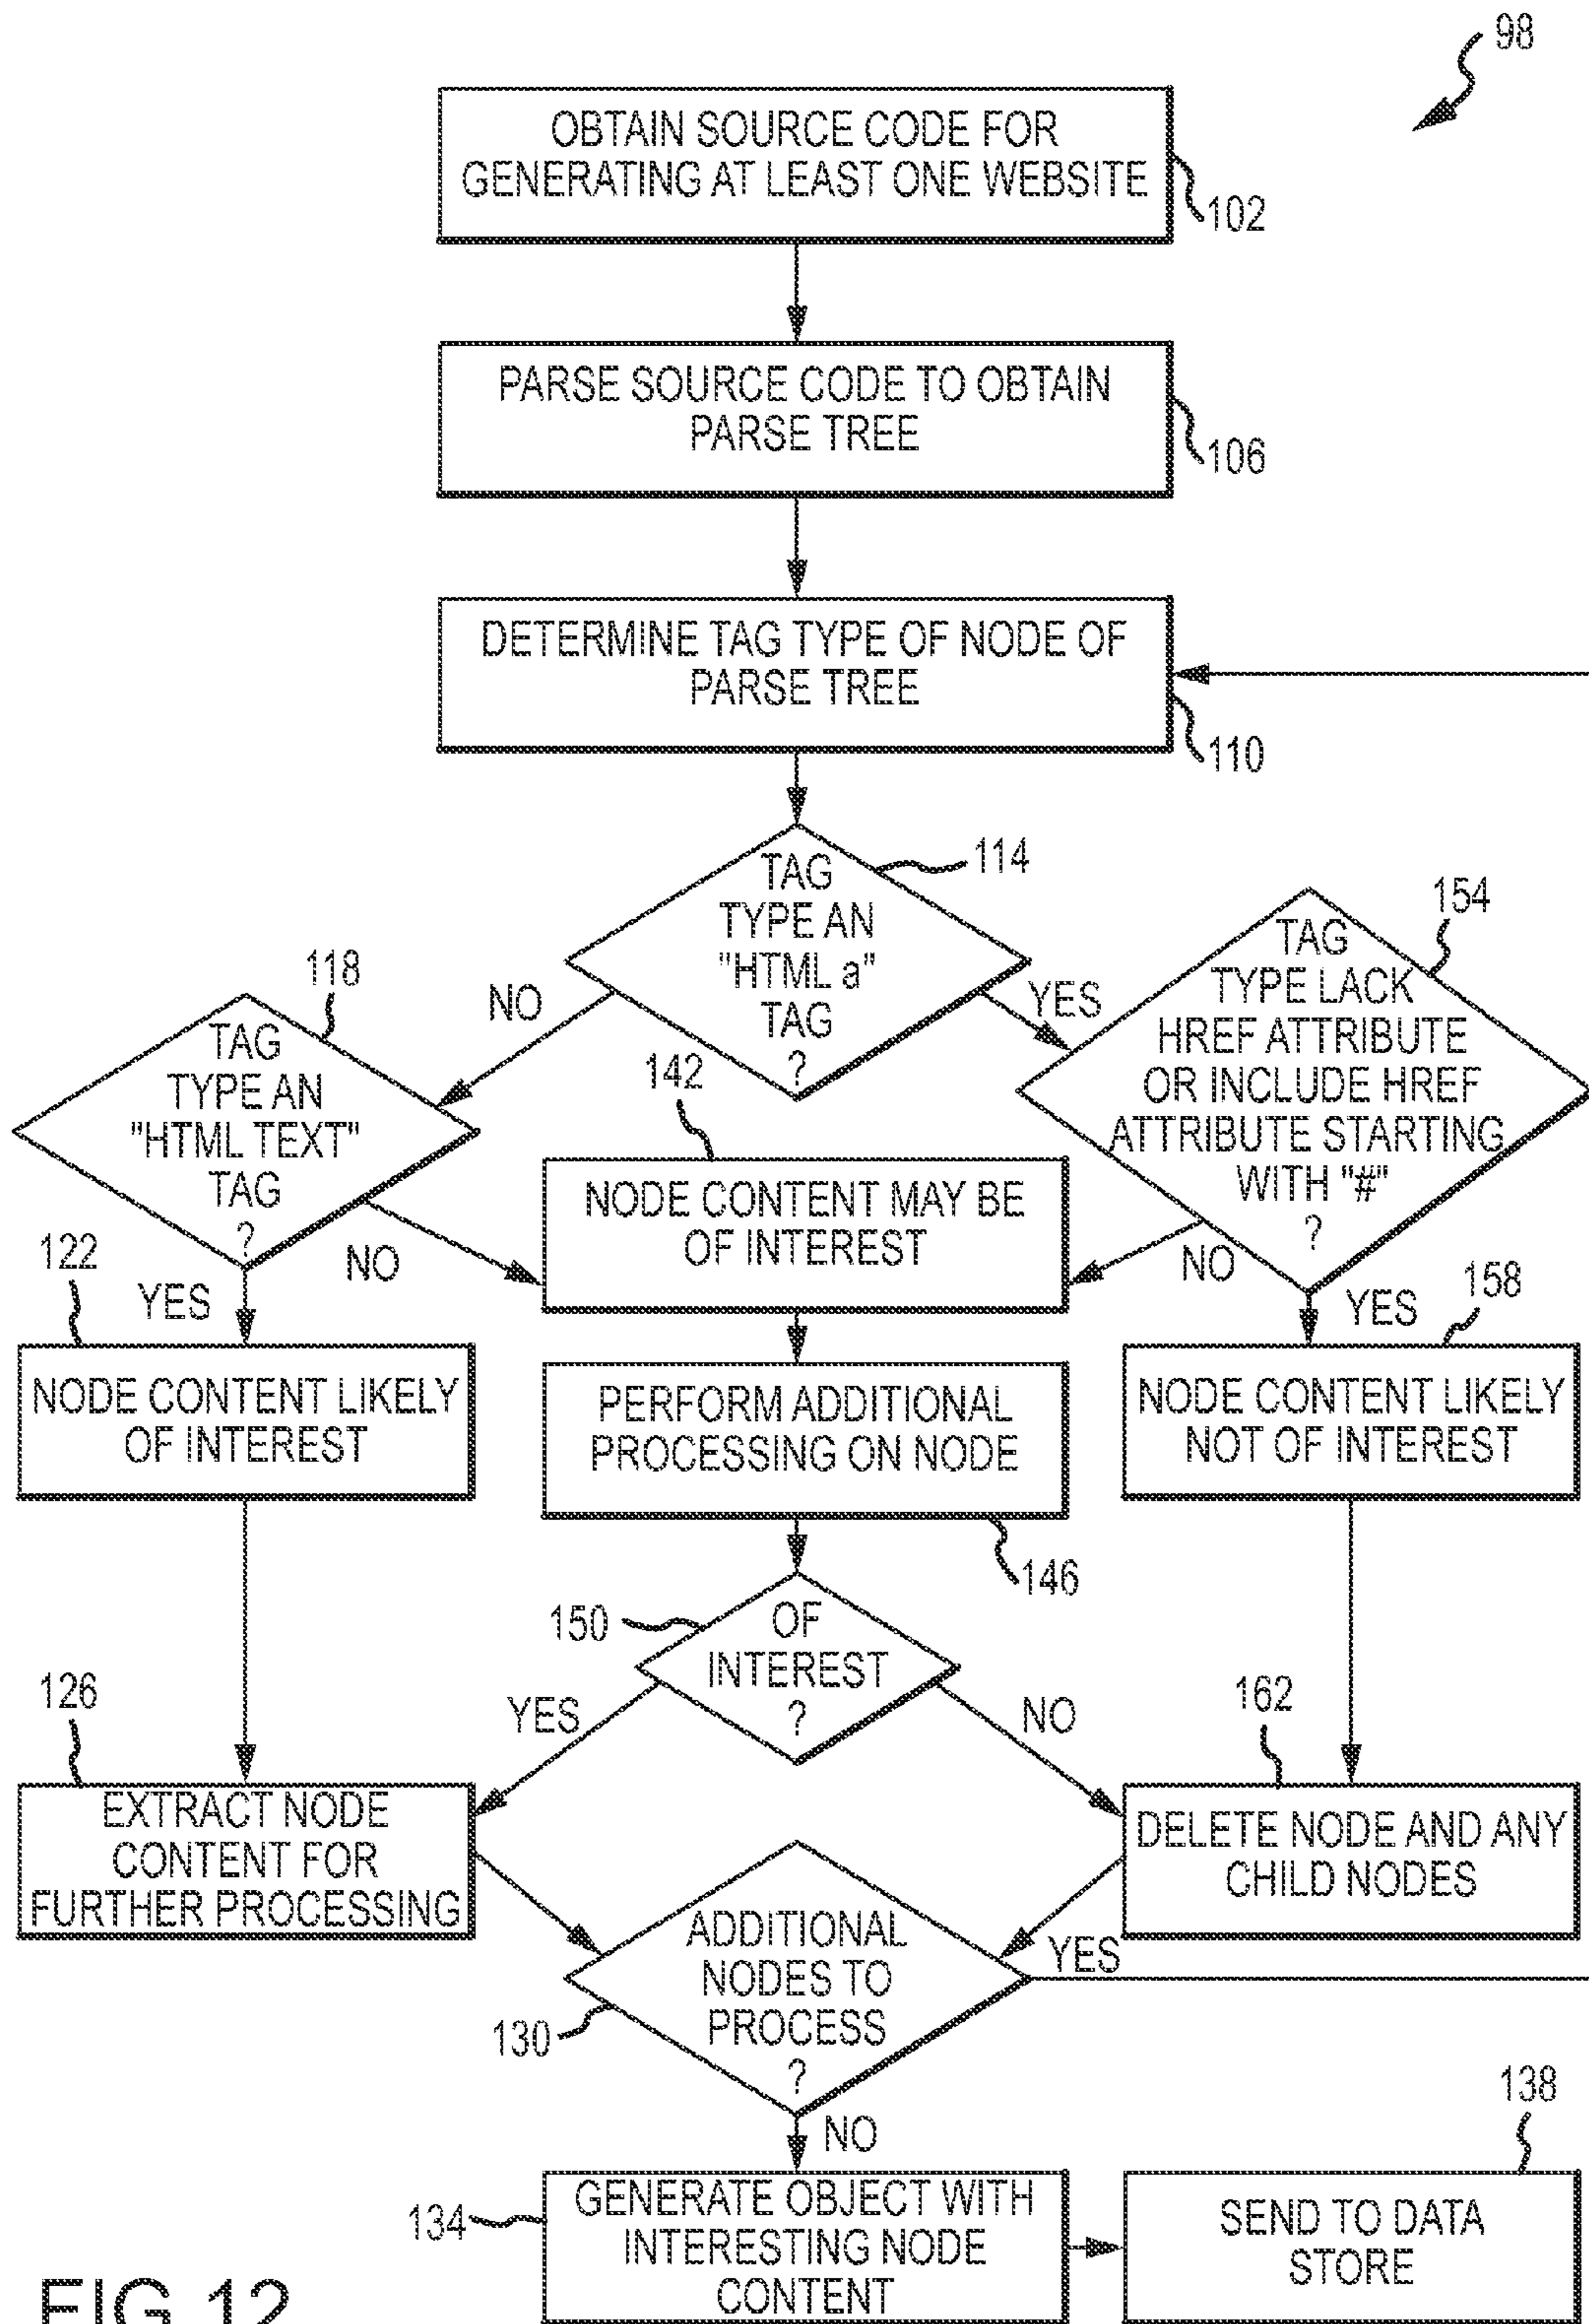 98
OBTAIN SOURCE CODE FOR
GENERATING AT LEAST ONE WEBSITE
102
PARSE SOURCE CODE TO OBTAIN
PARSE TREE
106
DETERMINE TAG TYPE OF NODE OF
PARSE TREE
110
TAG
TYPE AN
"HTML a"
TAG
?
114
NO
YES
118
TAG
TYPE AN
"HTML TEXT"
TAG
?
154
TAG
TYPE LACK
HREF ATTRIBUTE
OR INCLUDE HREF
ATTRIBUTE STARTING
WITH "#"
?
142
NODE CONTENT MAY BE
OF INTEREST
122
YES
NO
NO
YES
158
NODE CONTENT LIKELY
OF INTEREST
PERFORM ADDITIONAL
PROCESSING ON NODE
146
NODE CONTENT LIKELY
NOT OF INTEREST
150
OF
INTEREST
?
YES
NO
126
EXTRACT NODE
CONTENT FOR
FURTHER PROCESSING
162
DELETE NODE AND ANY
CHILD NODES
ADDITIONAL
NODES TO
PROCESS
?
130
YES
NO
134
GENERATE OBJECT WITH
INTERESTING NODE
CONTENT
138
SEND TO DATA
STORE
FIG.12